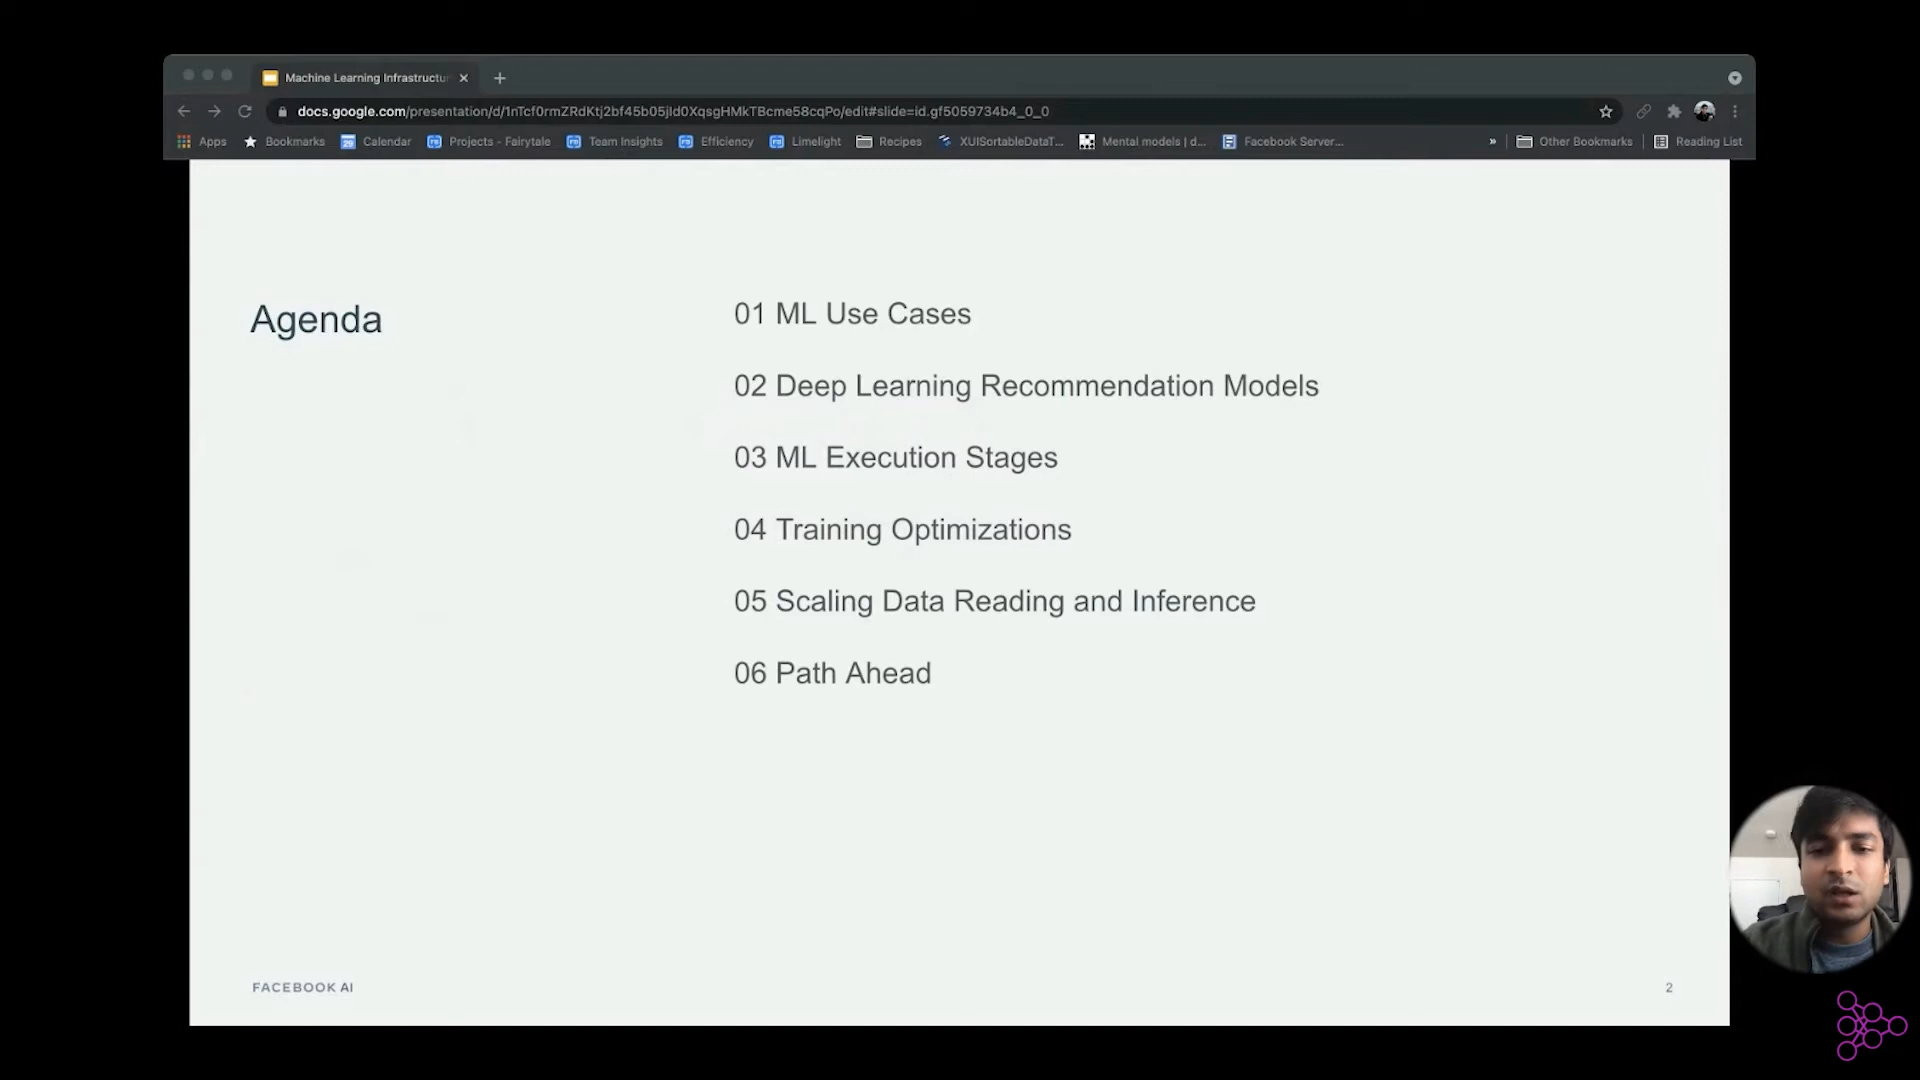 Machine Learning Infrastructu
docs.google.com/presentation/d/1nTcf0rmZRdKtj2bf45b05jId0XqsgHMkTBcme58cqPo/edit#slide=id.gf5059734b4_0_0
Apps Bookmarks 29 Calendar Projects - Fairytale Team Insights Efficiency Limelight Recipes XUISortableDataT... Mental models | d... Facebook Server... » Other Bookmarks Reading List
Agenda
01 ML Use Cases
02 Deep Learning Recommendation Models
03 ML Execution Stages
04 Training Optimizations
05 Scaling Data Reading and Inference
06 Path Ahead
FACEBOOK AI
2